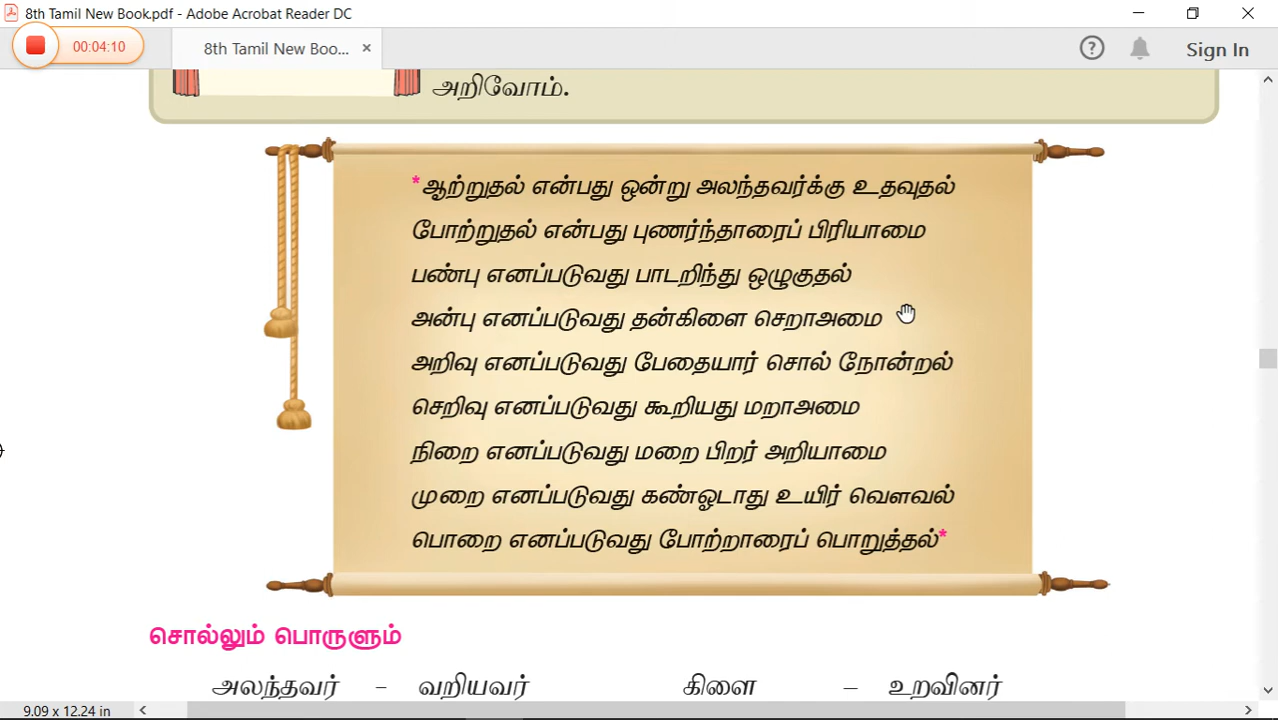 8th Tamil New Book.pdf - Adobe Acrobat Reader DC
00:04:10
8th Tamil New Boo... ×
? Sign In
அறிவோம்.
*ஆற்றுதல் என்பது ஒன்று அலந்தவர்க்கு உதவுதல்
போற்றுதல் என்பது புணர்ந்தாரைப் பிரியாமை
பண்பு எனப்படுவது பாடறிந்து ஒழுகுதல்
அன்பு எனப்படுவது தன்கிளை செறாஅமை
அறிவு எனப்படுவது பேதையார் சொல் நோன்றல்
செறிவு எனப்படுவது கூறியது மறாஅமை
நிறை எனப்படுவது மறை பிறர் அறியாமை
முறை எனப்படுவது கண்ஓடாது உயிர் வௌவல்
பொறை எனப்படுவது போற்றாரைப் பொறுத்தல்*
சொல்லும் பொருளும்
அலந்தவர் – வறியவர் கிளை – உறவினர்
9.09 x 12.24 in